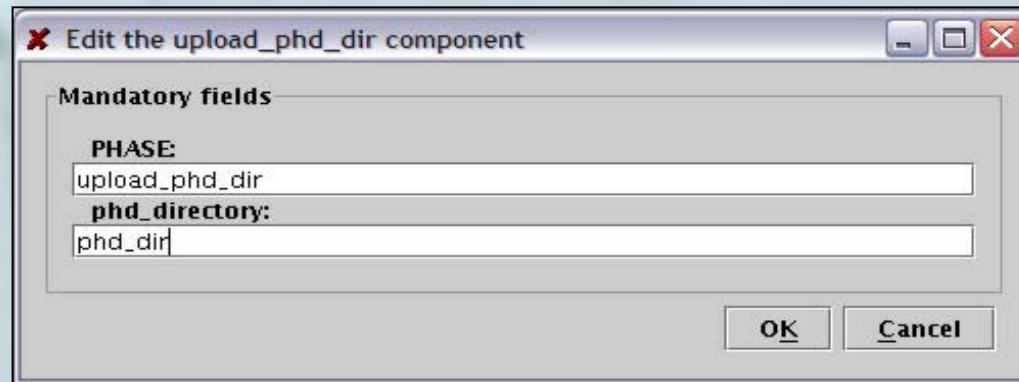 Edit the upload_phd_dir component
Mandatory fields
PHASE:
upload_phd_dir
phd_directory:
phd_dir
OK Cancel